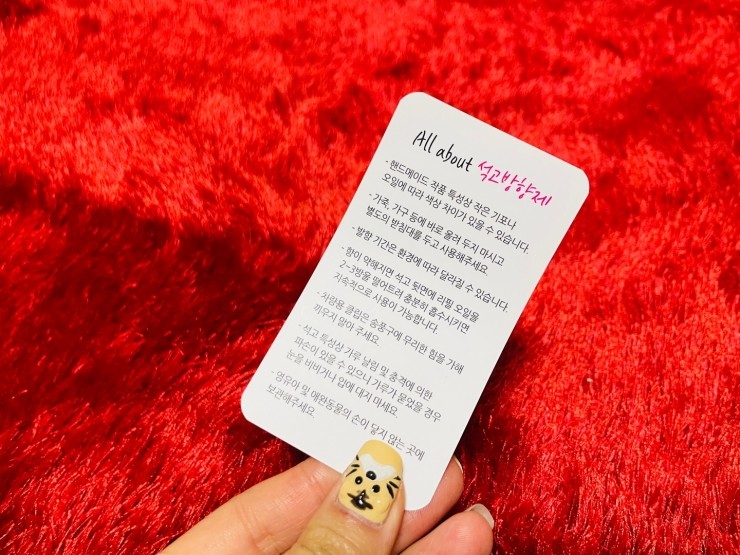 All about 석고방향제
- 핸드메이드 작품 특성상 작은 기포나
오일에 따라 색상 차이가 있을 수 있습니다.
- 가죽, 가구 등에 바로 올려 두지 마시고
별도의 받침대를 두고 사용해주세요.
- 발향 기간은 환경에 따라 달라질 수 있습니다.
- 향이 약해지면 석고 뒷면에 리필 오일을
2~3방울 떨어트려 충분히 흡수시키면
지속적으로 사용이 가능합니다.
- 차량용 클립은 송풍구에 무리한 힘을 가해
끼우지 말아 주세요.
- 석고 특성상 가루 날림 및 충격에 의한
파손이 있을 수 있으니 가루가 묻었을 경우
눈을 비비거나 입에 대지 마세요.
- 영유아 및 애완동물의 손이 닿지 않는 곳에
보관해주세요.